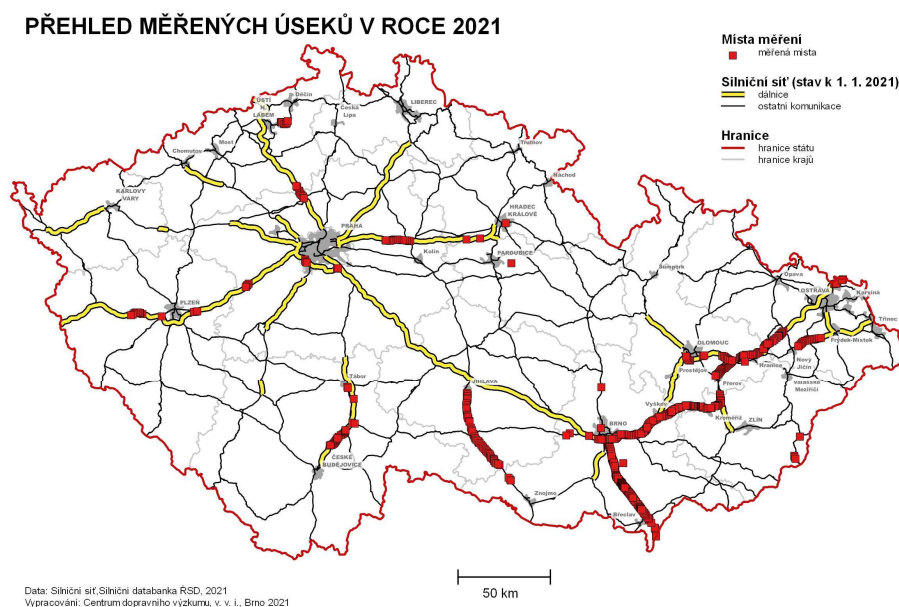 PŘEHLED MĚŘENÝCH ÚSEKŮ V ROCE 2021
Místa měření
měřená místa
Silniční síť (stav k 1. 1. 2021)
dálnice
ostatní komunikace
Hranice
hranice státu
hranice krajů
Děčín
ÚSTÍ
N.
LABEM
Česká
Lípa
LIBEREC
Most
Chomutov
Trutnov
Náchod
KARLOVY
VARY
HRADEC
KRÁLOVÉ
PRAHA
Kolín
PARDUBICE
Šumperk
Opava
OSTRAVA
Karviná
PLZEŇ
Třinec
Frýdek-Místek
OLOMOUC
Hranice
Nový
Jičín
Prostějov
Valašské
Meziříčí
Přerov
Tábor
JIHLAVA
Vyškov
Kroměříž
ZLÍN
BRNO
ČESKÉ
BUDĚJOVICE
Znojmo
Břeclav
50 km
Data: Silniční síť,Silniční databanka ŘSD, 2021
Vypracování: Centrum dopravního výzkumu, v. v. i., Brno 2021